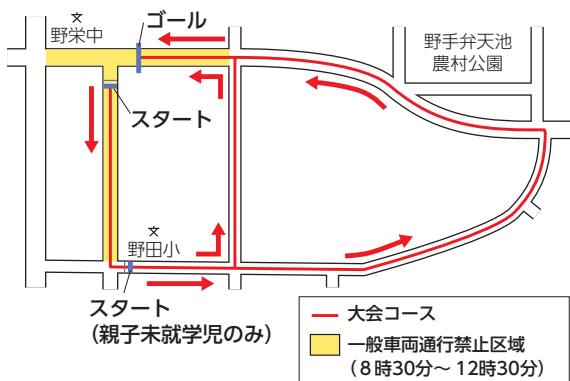 ゴール
野栄中
野手弁天池
農村公園
スタート
野田小
スタート
（親子未就学児のみ）
大会コース
一般車両通行禁止区域
（８時30分～12時30分）